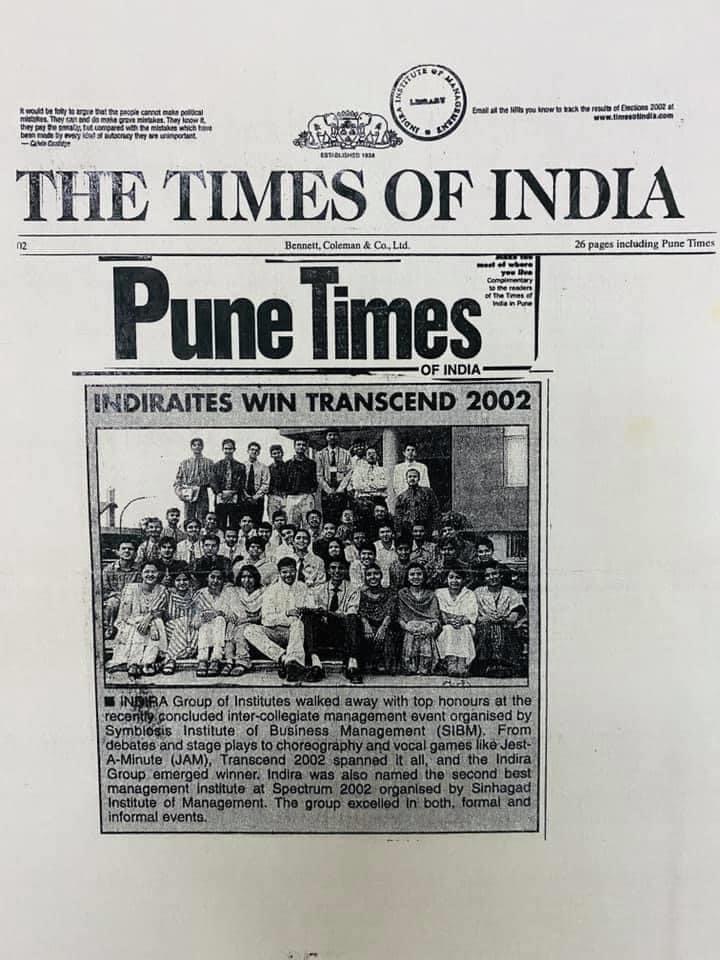 It would be folly to argue that the people cannot make political
mistakes. They can and do make grave mistakes. They know it,
they pay the penalty, but compared with the mistakes which have
been made by every kind of autocracy they are unimportant.
— Calvin Coolidge
INDIRA INSTITUTE OF MANAGEMENT
LIBRARY
ESTABLISHED 1838
Email all the NRIs you know to track the results of Elections 2002 at
www.timesofindia.com
THE TIMES OF INDIA
02
Bennett, Coleman & Co., Ltd.
26 pages including Pune Times
Pune Times
OF INDIA
most of where
you live
Complimentary
to the readers
of The Times of
India in Pune
INDIRAITES WIN TRANSCEND 2002
INDIRA Group of Institutes walked away with top honours at the
recently concluded inter-collegiate management event organised by
Symbiosis Institute of Business Management (SIBM). From
debates and stage plays to choreography and vocal games like Jest-
A-Minute (JAM), Transcend 2002 spanned it all, and the Indira
Group emerged winner. Indira was also named the second best
management institute at Spectrum 2002 organised by Sinhagad
Institute of Management. The group excelled in both, formal and
informal events.